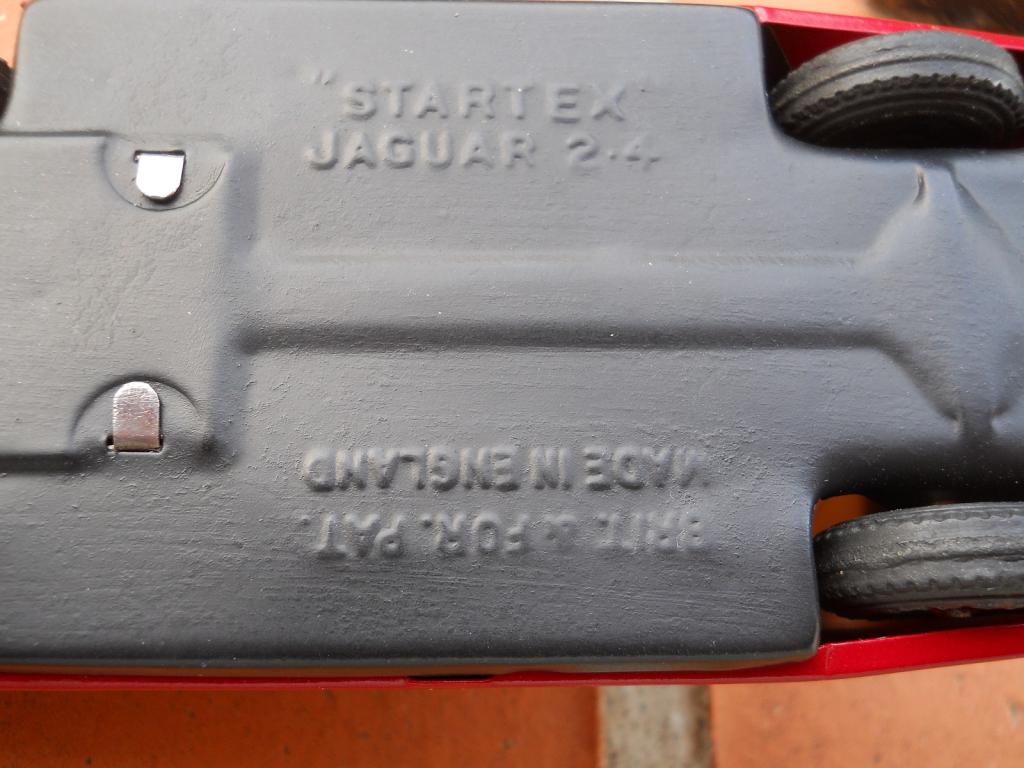 "STARTEX"
JAGUAR 2.4
BRIT. & FOR. PAT.
MADE IN ENGLAND